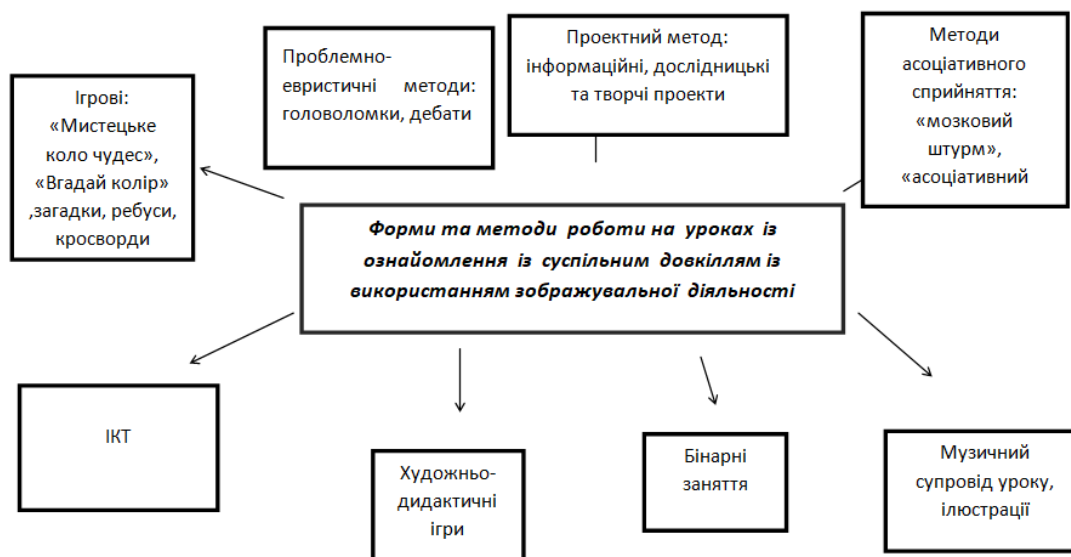 Ігрові:
«Мистецьке
коло чудес»,
«Вгадай колір»
,загадки, ребуси,
кросворди
Проблемно-
евристичні методи:
головоломки, дебати
Проектний метод:
інформаційні, дослідницькі
та творчі проекти
Методи
асоціативного
сприйняття:
«мозковий
штурм»,
«асоціативний
Форми та методи роботи на уроках із
ознайомлення із суспільним довкіллям із
використанням зображувальної діяльності
ІКТ
Художньо-
дидактичні
ігри
Бінарні
заняття
Музичний
супровід уроку,
ілюстрації